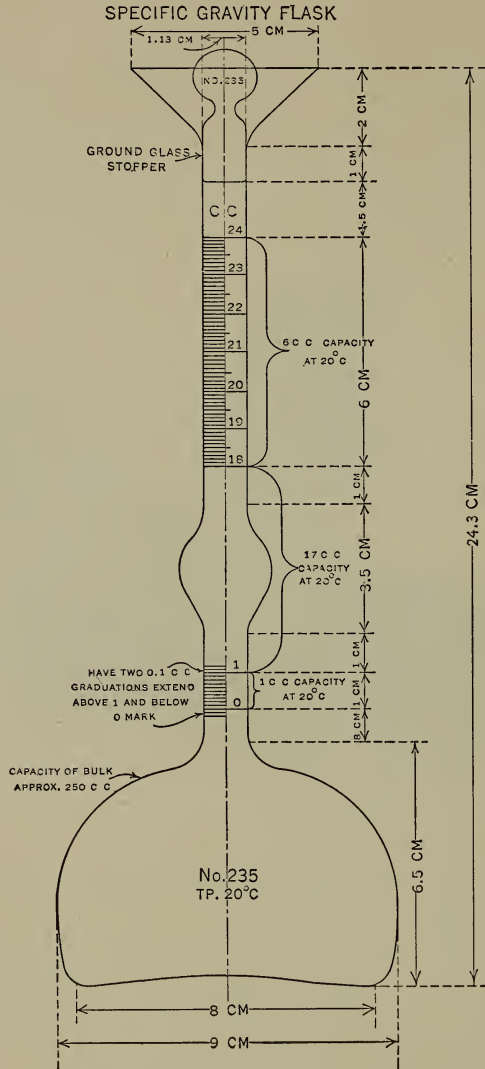 SPECIFIC GRAVITY FLASK
5 CM
1.13 CM
NO.233
2 CM
GROUND GLASS
STOPPER
1 CM
1.5 CM
C C
24
23
22
21
20
19
18
6 C C CAPACITY
AT 20°C
6 CM
1 CM
24.3 CM
17 C C
CAPACITY
AT 20°C
3.5 CM
1 CM
HAVE TWO 0.1 C C
GRADUATIONS EXTEND
ABOVE 1 AND BELOW
0 MARK
1
0
1 C C CAPACITY
AT 20°C
1 CM
8 CM
CAPACITY OF BULK
APPROX. 250 C C
No.235
TP. 20°C
6.5 CM
8 CM
9 CM